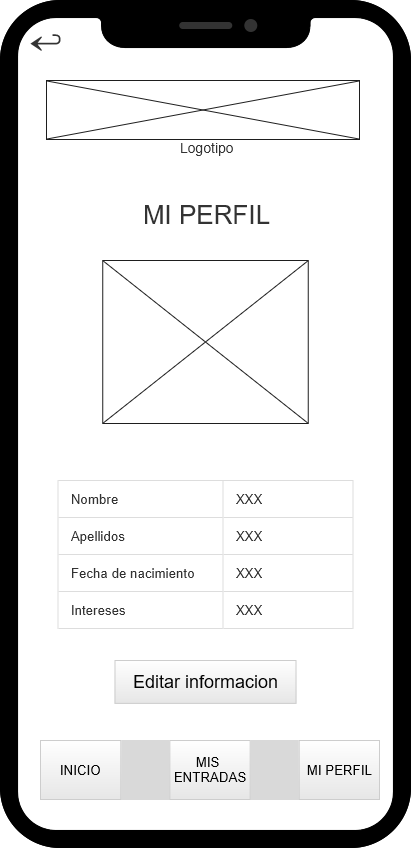 Logotipo
MI PERFIL
Nombre XXX
Apellidos XXX
Fecha de nacimiento XXX
Intereses XXX
Editar informacion
INICIO
MIS
ENTRADAS
MI PERFIL